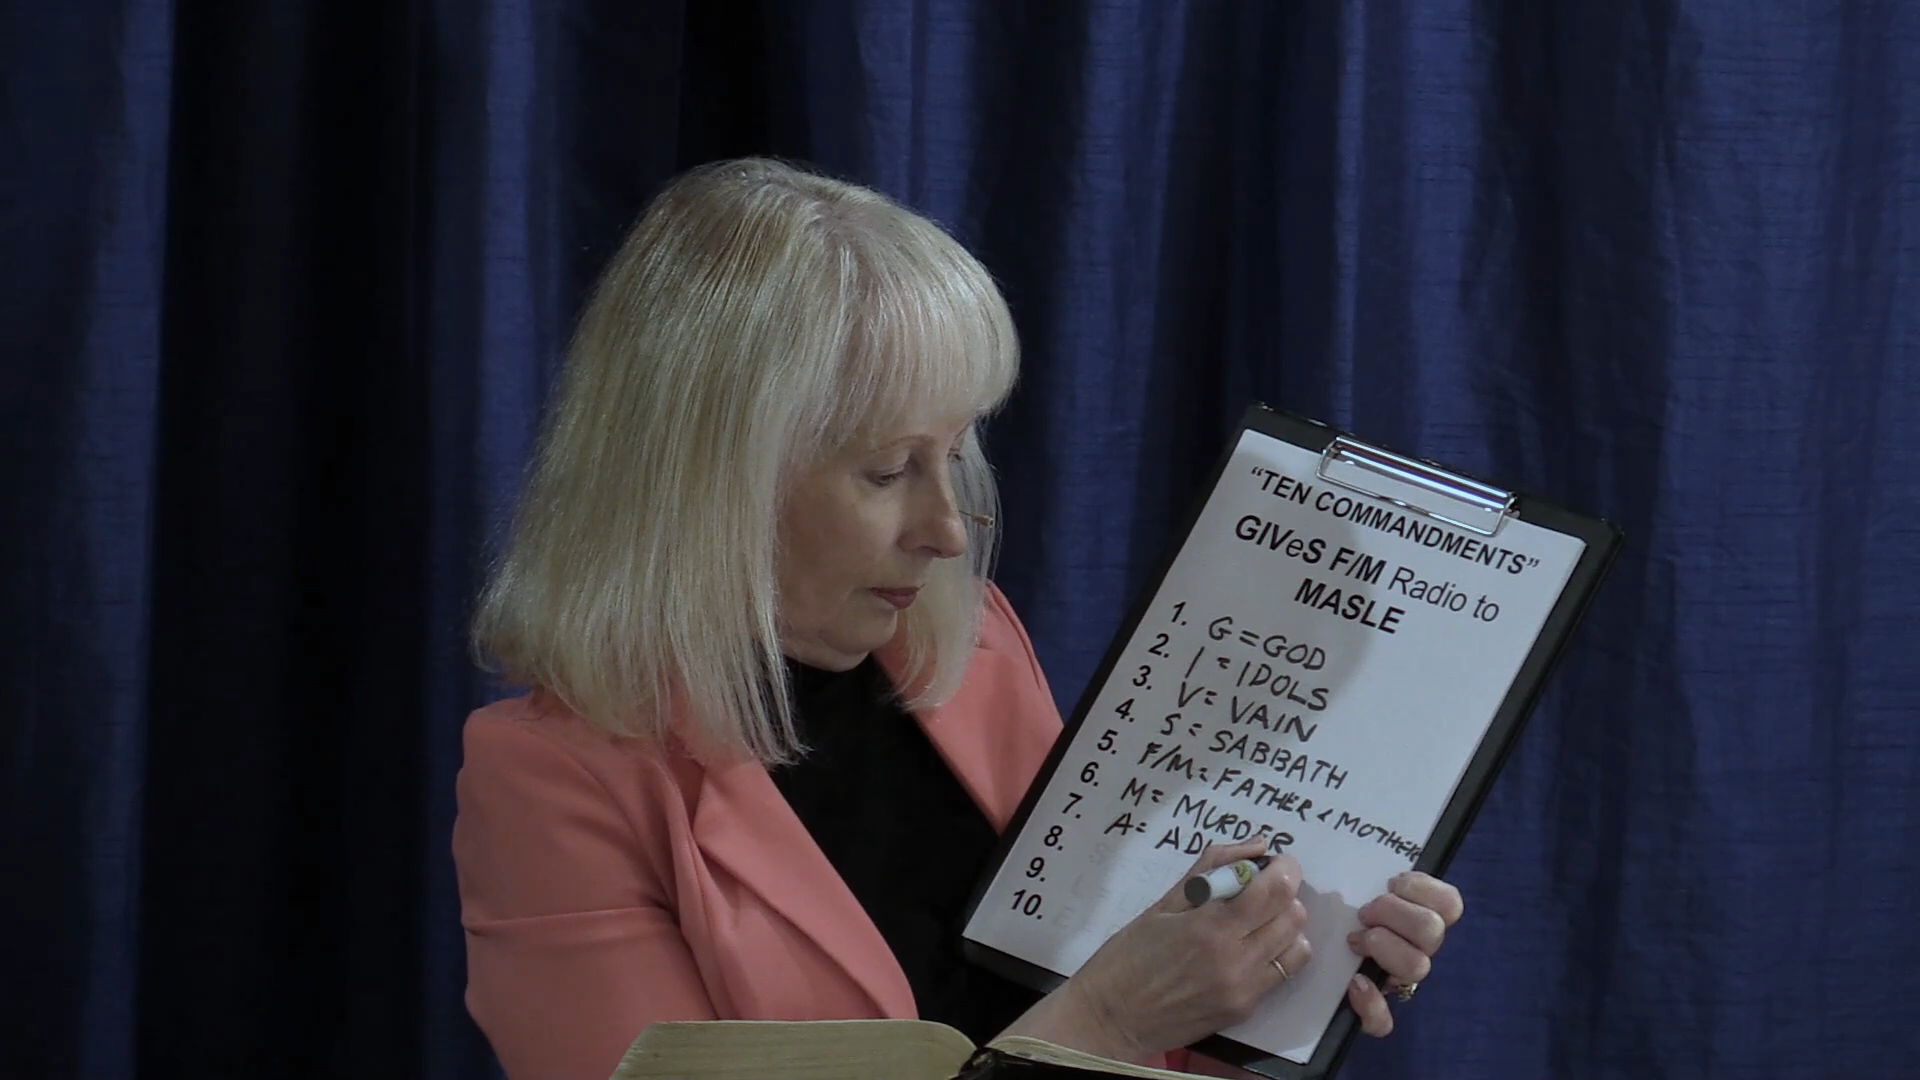 “TEN COMMANDMENTS”
GIVeS F/M Radio to
MASLE
1. G = GOD
2. I = IDOLS
3. V = VAIN
4. S = SABBATH
5. F/M = FATHER & MOTHER
6. M = MURDER
7. A =
8.
9.
10.